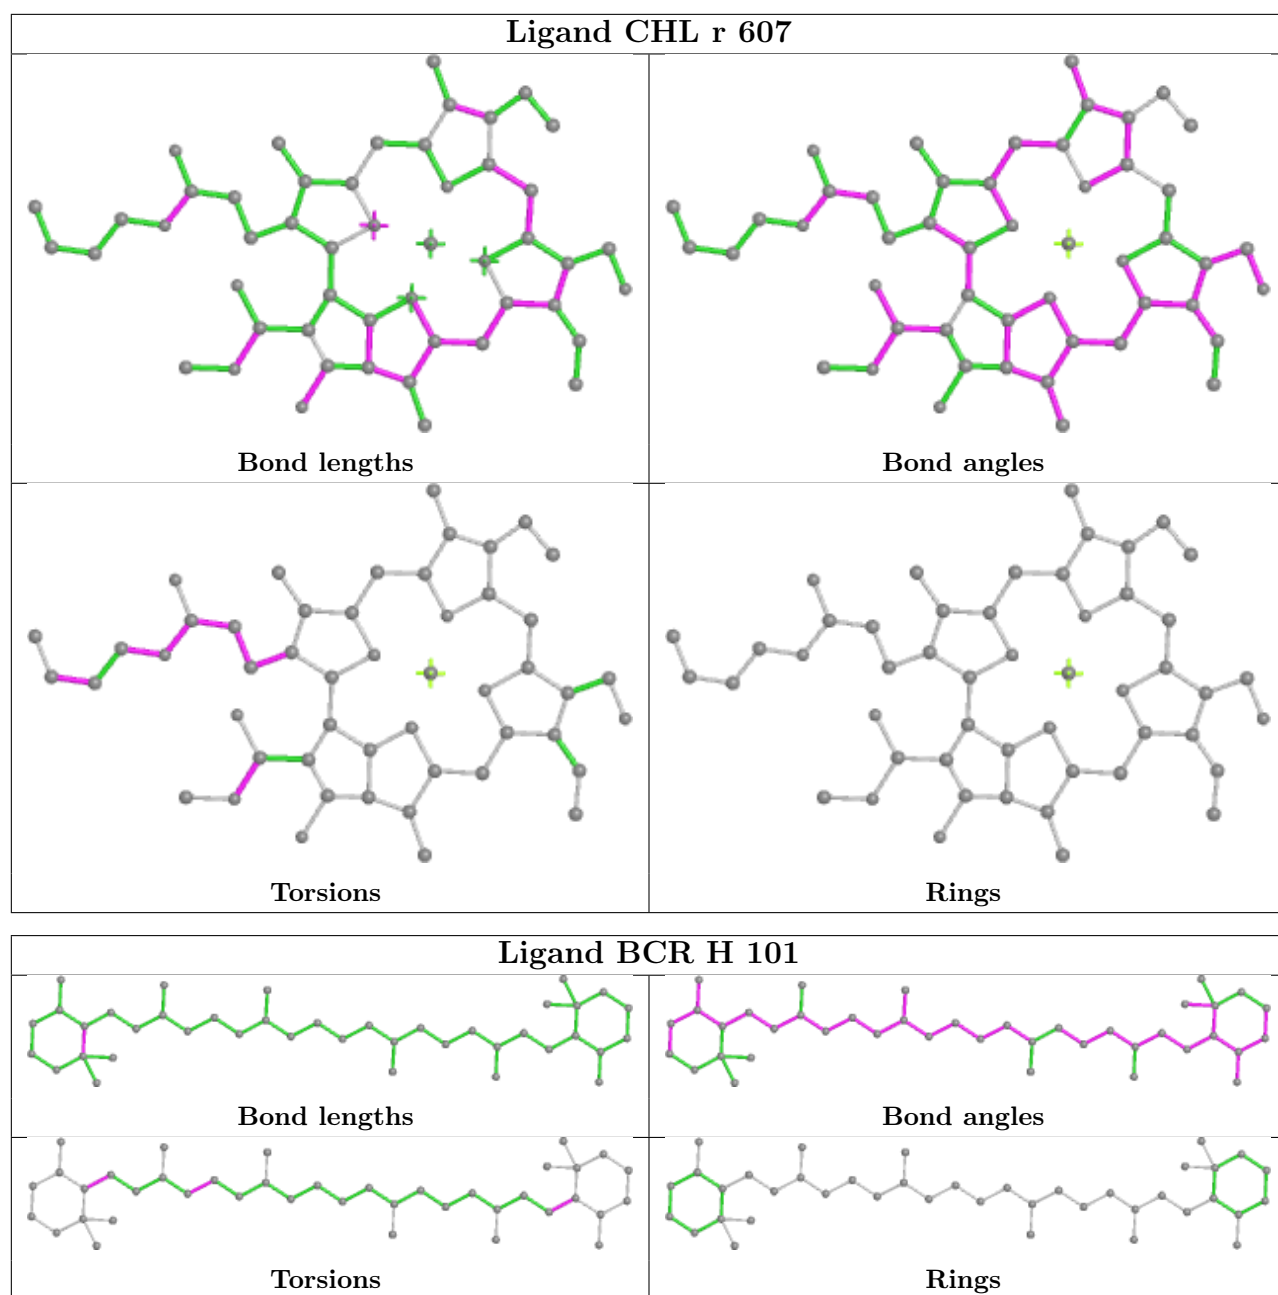 Ligand CHL r 607
Bond lengths
Bond angles
Torsions
Rings
Ligand BCR H 101
Bond lengths
Bond angles
Torsions
Rings